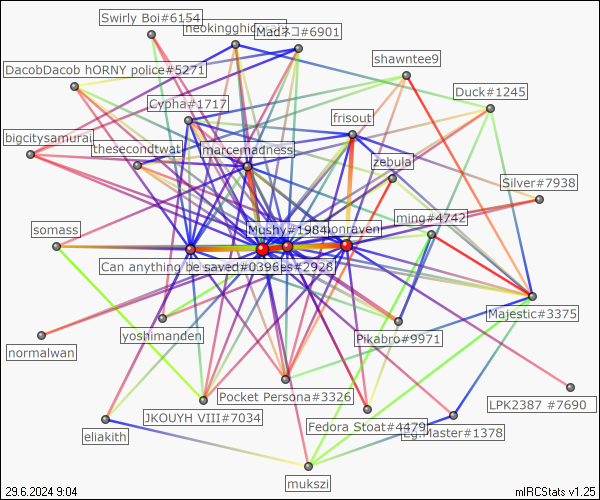 Swirly Boi#6154
Madネコ#6901
shawntee9
DacobDacob hORNY police#5271
Duck#1245
Cypha#1717
frisout
bigcitysamurai
thesecondtwat
marcemadness
zebula
Silver#7938
ming#4742
somass
Mushy#1984
onraven
Can anything be saved#0396
es#2928
Majestic#3375
yoshimanden
Pikabro#9971
normalwan
Pocket Persona#3326
LPK2387 #7690
JKOUYH VIII#7034
Fedora Stoat#4479
Master#1378
eliakith
mukszi
29.6.2024 9:04
mIRCStats v1.25